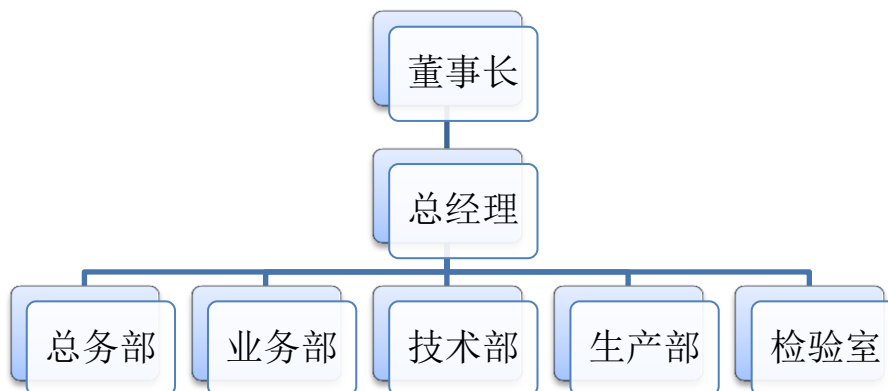 董事长
总经理
总务部
业务部
技术部
生产部
检验室